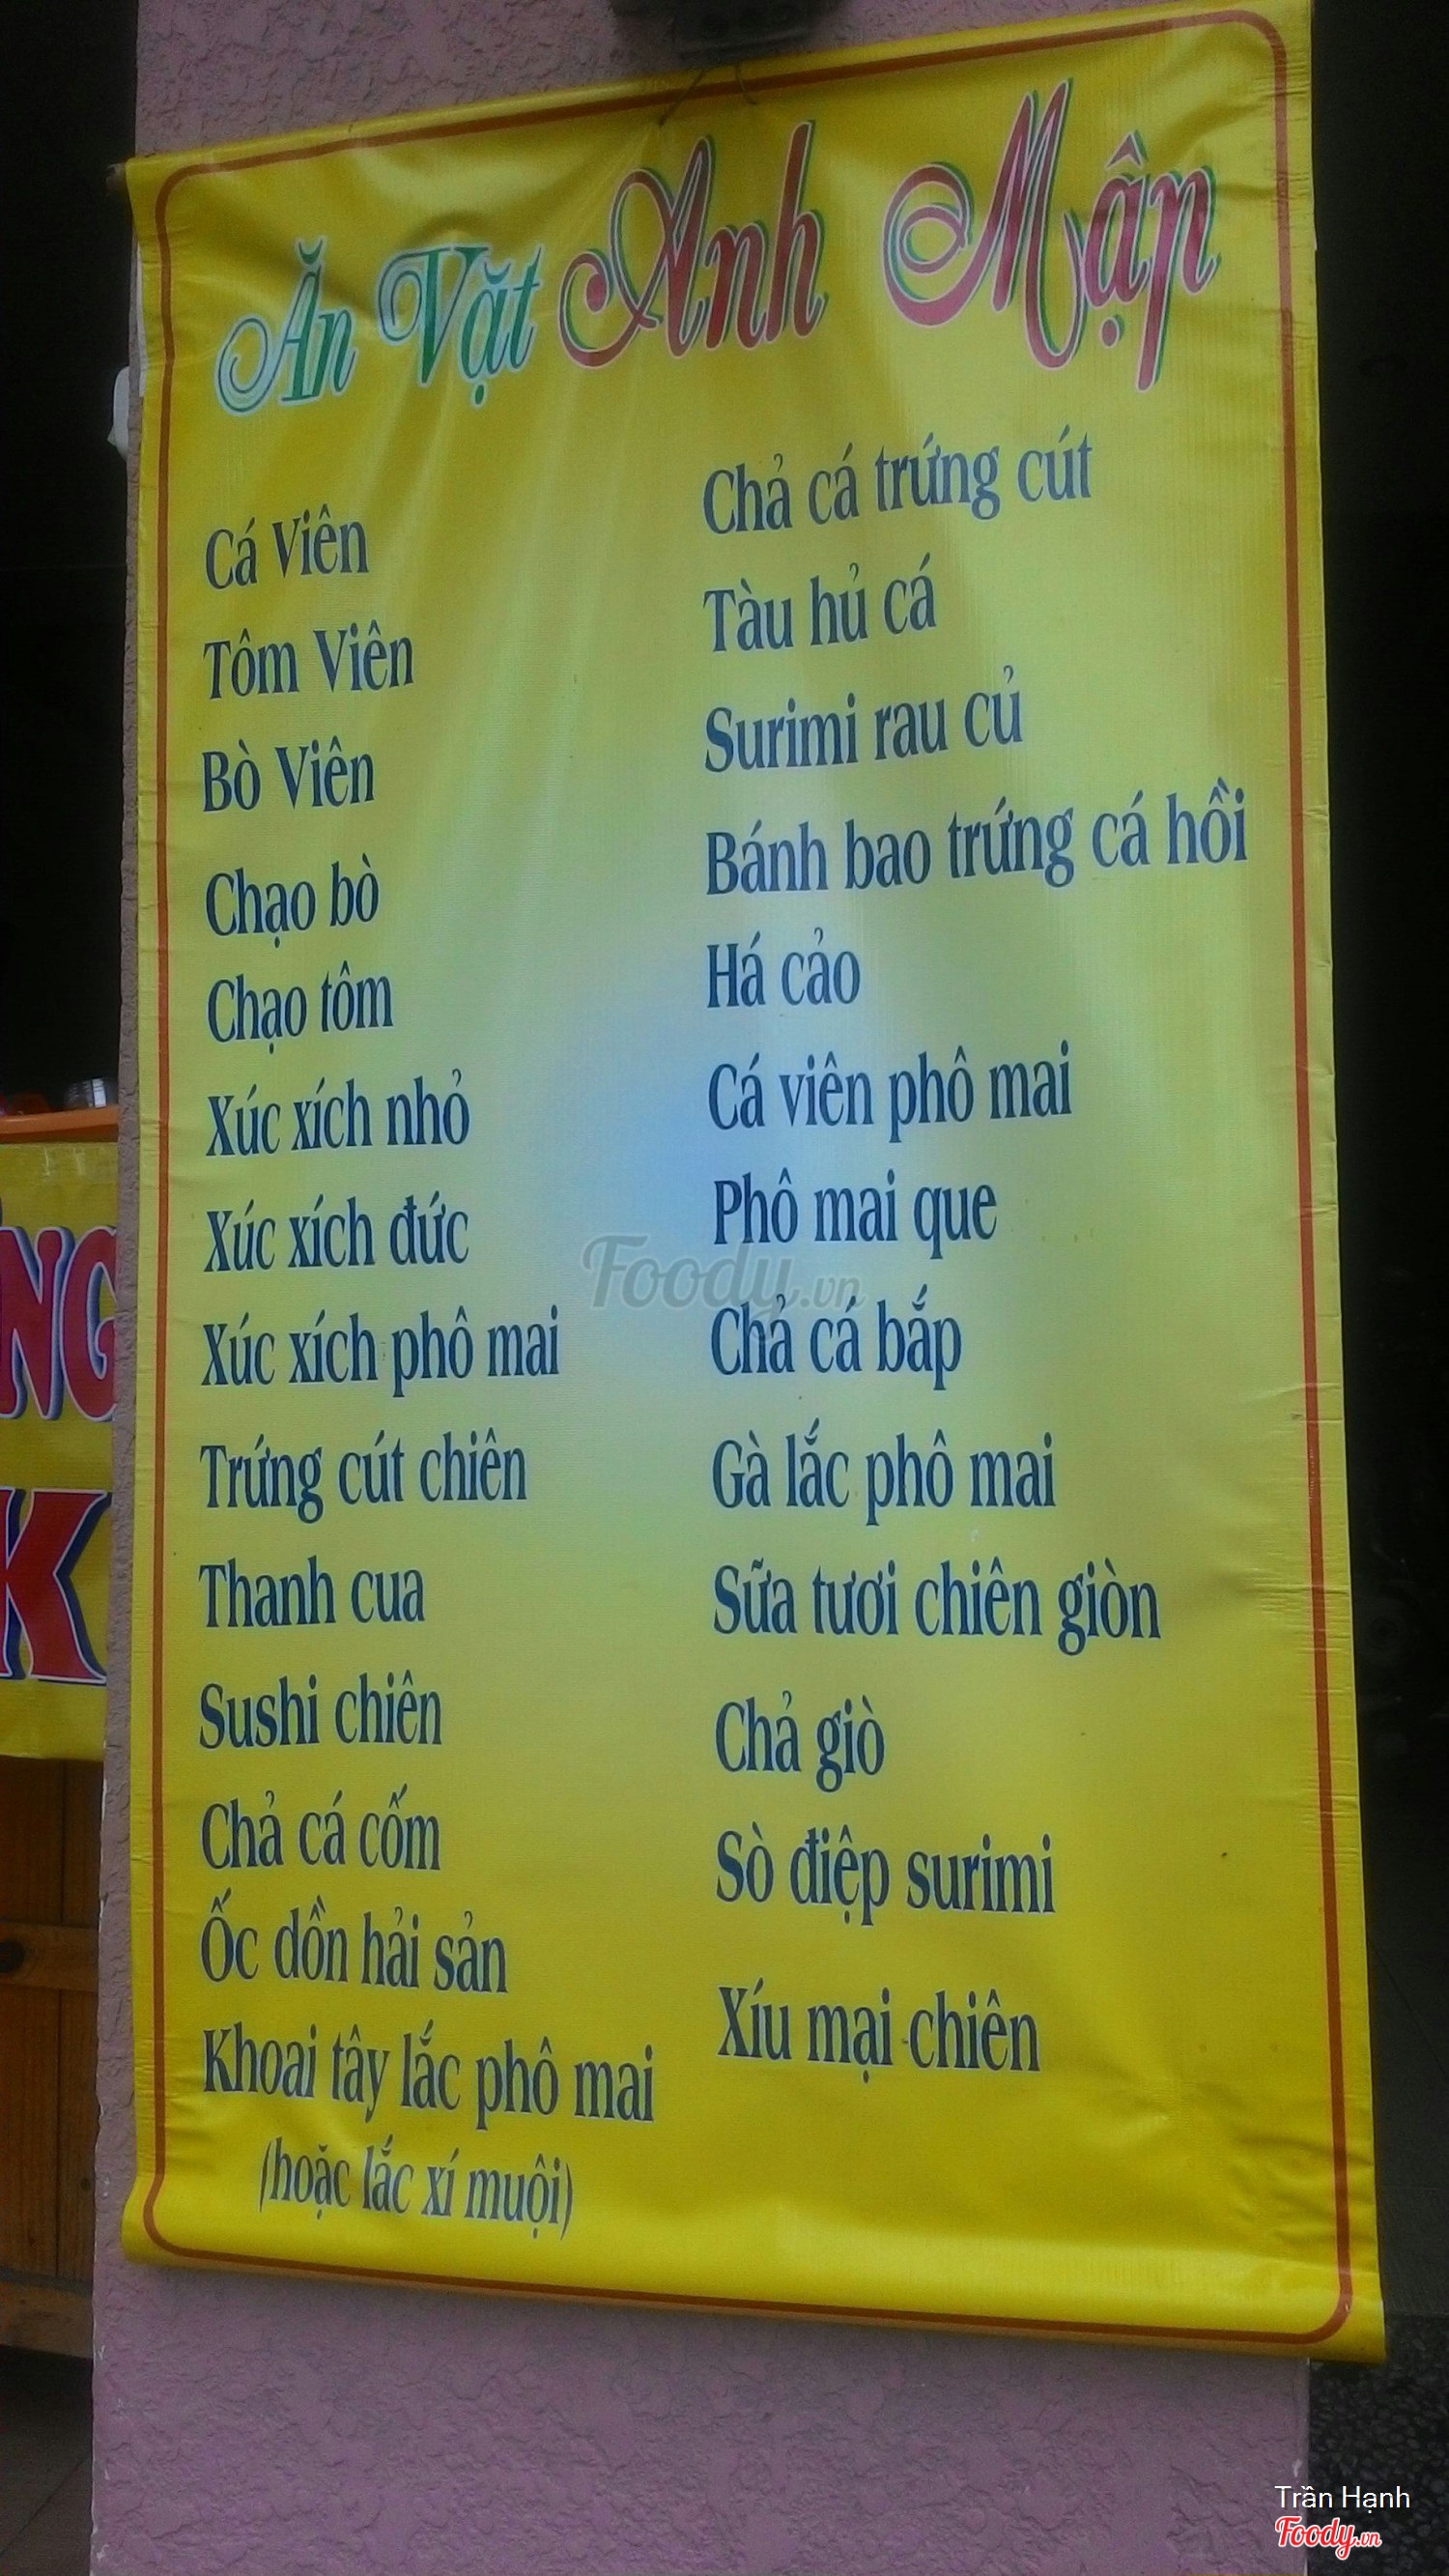 Ăn Vặt Anh Mập
Cá Viên
Tôm Viên
Bò Viên
Chạo bò
Chạo tôm
Xúc xích nhỏ
Xúc xích đức
Xúc xích phô mai
Trứng cút chiên
Thanh cua
Sushi chiên
Chả cá cốm
Ốc dồn hải sản
Khoai tây lắc phô mai
(hoặc lắc xí muội)
Chả cá trứng cút
Tàu hủ cá
Surimi rau củ
Bánh bao trứng cá hồi
Há cảo
Cá viên phô mai
Phô mai que
Chả cá bắp
Gà lắc phô mai
Sữa tươi chiên giòn
Chả giò
Sò điệp surimi
Xíu mại chiên
Foody.vn
NG
K
Trần Hạnh
Foody.vn